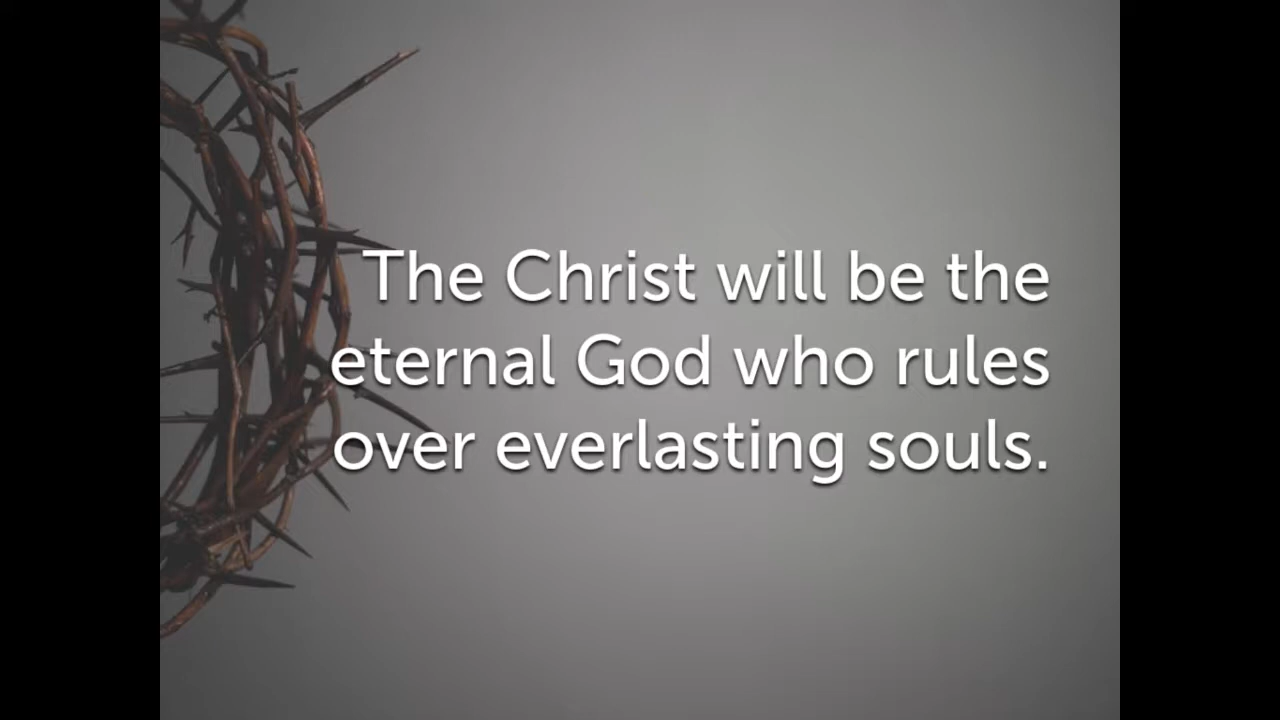 The Christ will be the
eternal God who rules
over everlasting souls.